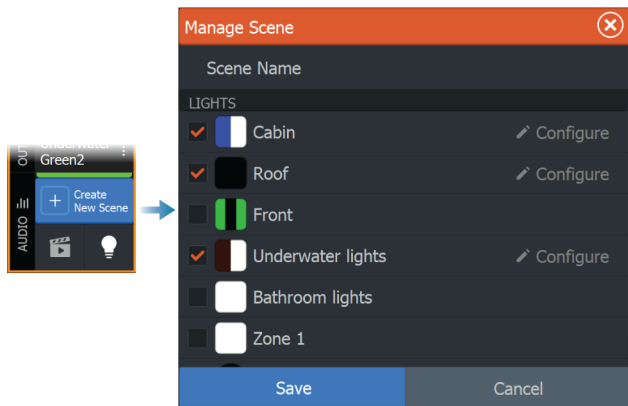 OUT
Underwater
Green2
Create
New Scene
AUDIO
Manage Scene
Scene Name
LIGHTS
Cabin
Configure
Roof
Configure
Front
Underwater lights
Configure
Bathroom lights
Zone 1
Save
Cancel